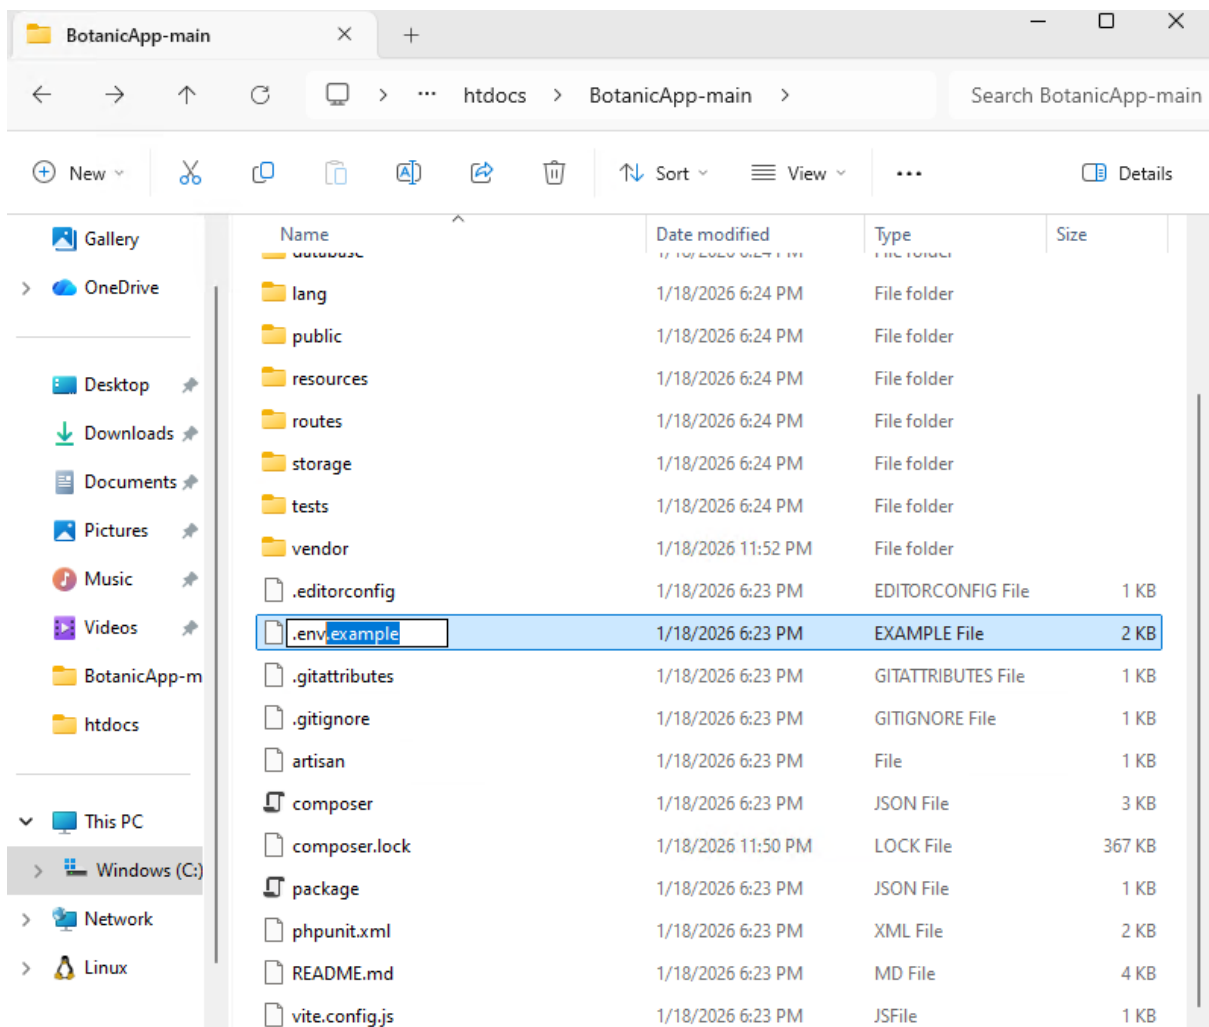 BotanicApp-main
htdocs > BotanicApp-main > Search BotanicApp-main
New Sort View ... Details
Gallery
OneDrive
Desktop
Downloads
Documents
Pictures
Music
Videos
BotanicApp-m
htdocs
This PC
Windows (C:)
Network
Linux
Name Date modified Type Size
database 1/18/2026 6:24 PM File folder
lang 1/18/2026 6:24 PM File folder
public 1/18/2026 6:24 PM File folder
resources 1/18/2026 6:24 PM File folder
routes 1/18/2026 6:24 PM File folder
storage 1/18/2026 6:24 PM File folder
tests 1/18/2026 6:24 PM File folder
vendor 1/18/2026 11:52 PM File folder
.editorconfig 1/18/2026 6:23 PM EDITORCONFIG File 1 KB
.env.example 1/18/2026 6:23 PM EXAMPLE File 2 KB
.gitattributes 1/18/2026 6:23 PM GITATTRIBUTES File 1 KB
.gitignore 1/18/2026 6:23 PM GITIGNORE File 1 KB
artisan 1/18/2026 6:23 PM File 1 KB
composer 1/18/2026 6:23 PM JSON File 3 KB
composer.lock 1/18/2026 11:50 PM LOCK File 367 KB
package 1/18/2026 6:23 PM JSON File 1 KB
phpunit.xml 1/18/2026 6:23 PM XML File 2 KB
README.md 1/18/2026 6:23 PM MD File 4 KB
vite.config.js 1/18/2026 6:23 PM JSFile 1 KB